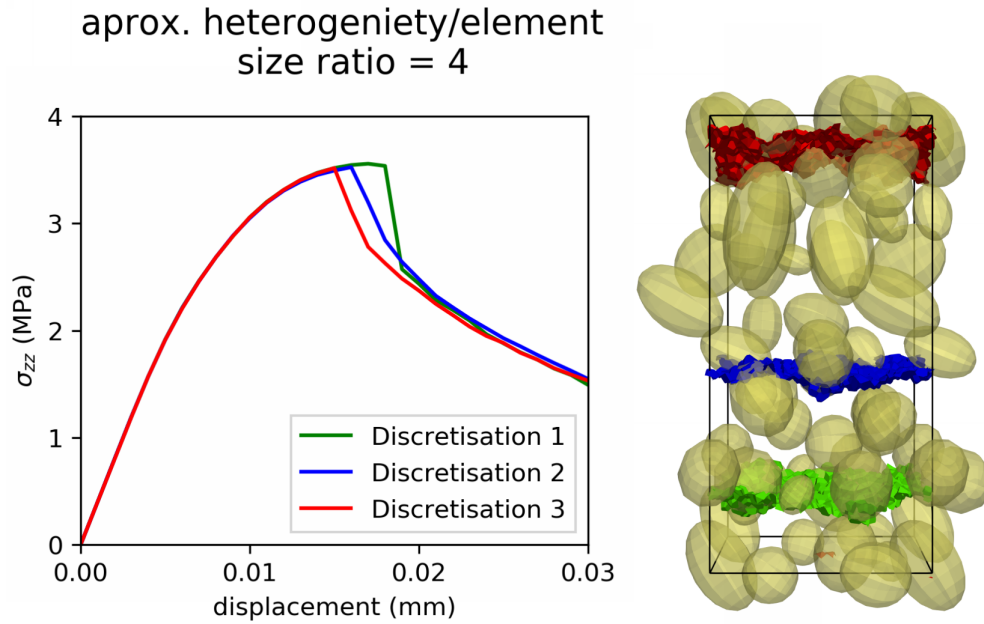 aprox. heterogeniety/element
size ratio = 4
4
3
2
1
0
σzz (MPa)
0.00
0.01
0.02
0.03
displacement (mm)
Discretisation 1
Discretisation 2
Discretisation 3